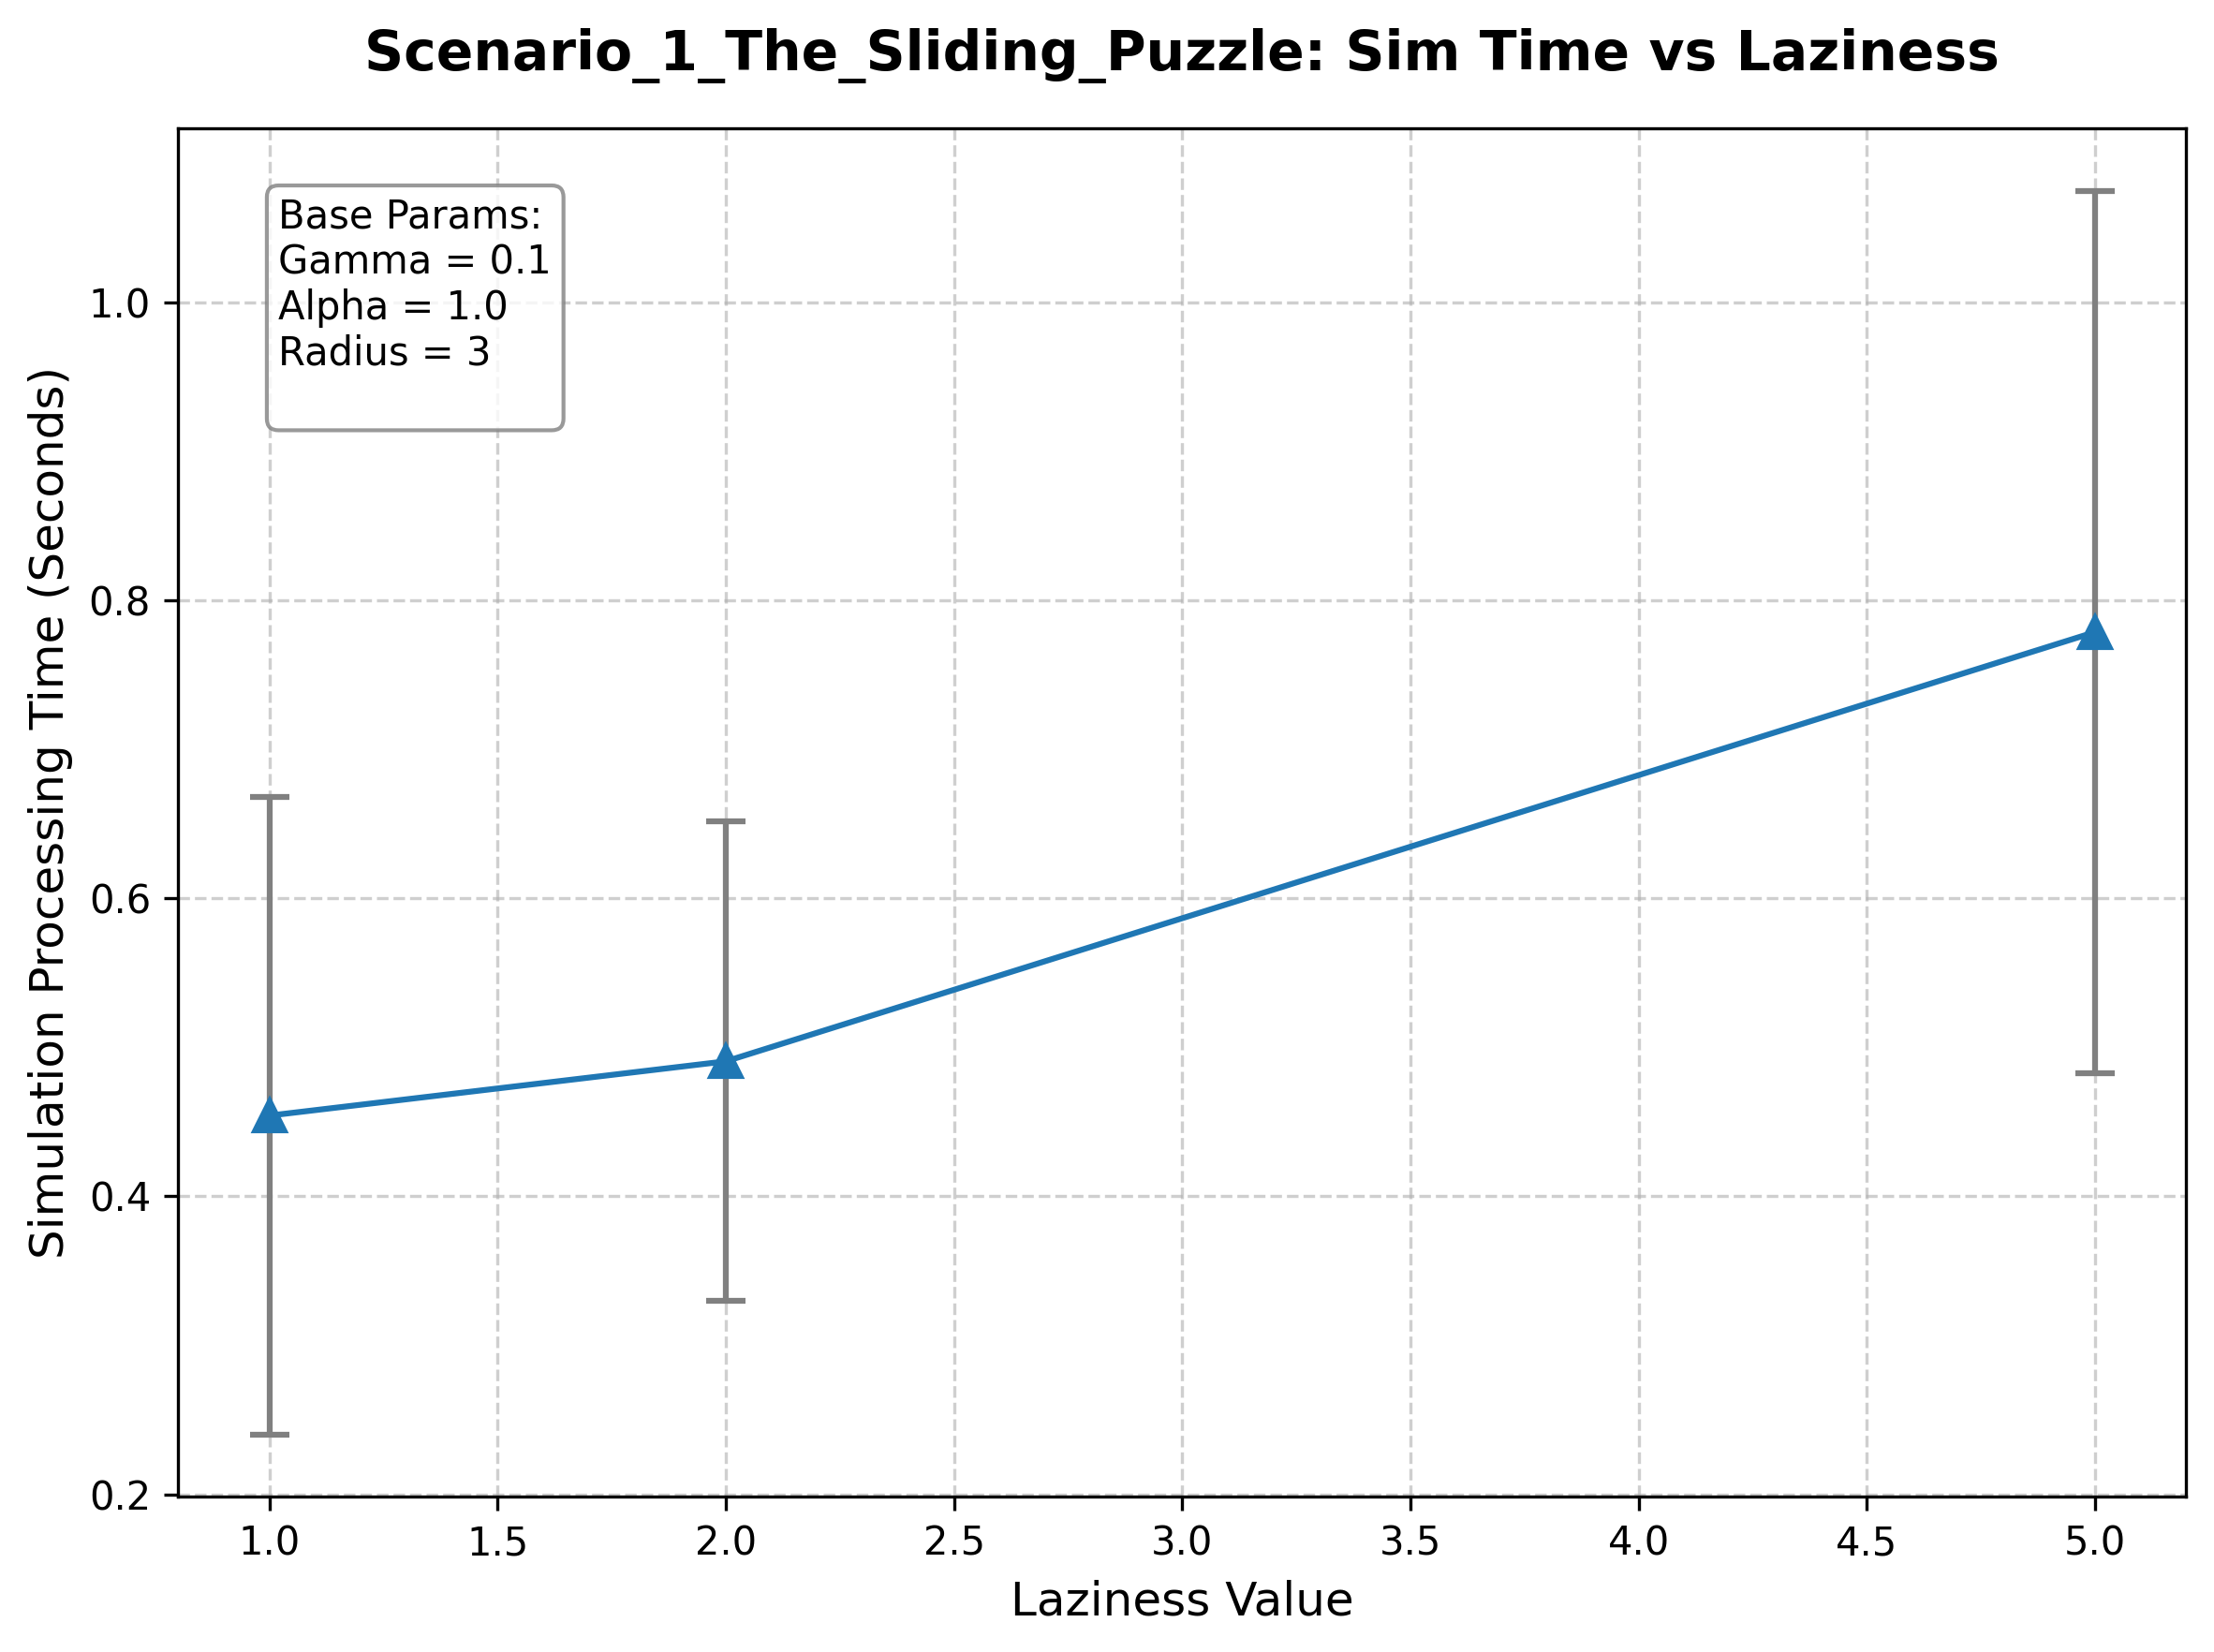 Scenario_1_The_Sliding_Puzzle: Sim Time vs Laziness
Base Params:
Gamma = 0.1
Alpha = 1.0
Radius = 3
Simulation Processing Time (Seconds)
1.0
0.8
0.6
0.4
0.2
1.0 1.5 2.0 2.5 3.0 3.5 4.0 4.5 5.0
Laziness Value